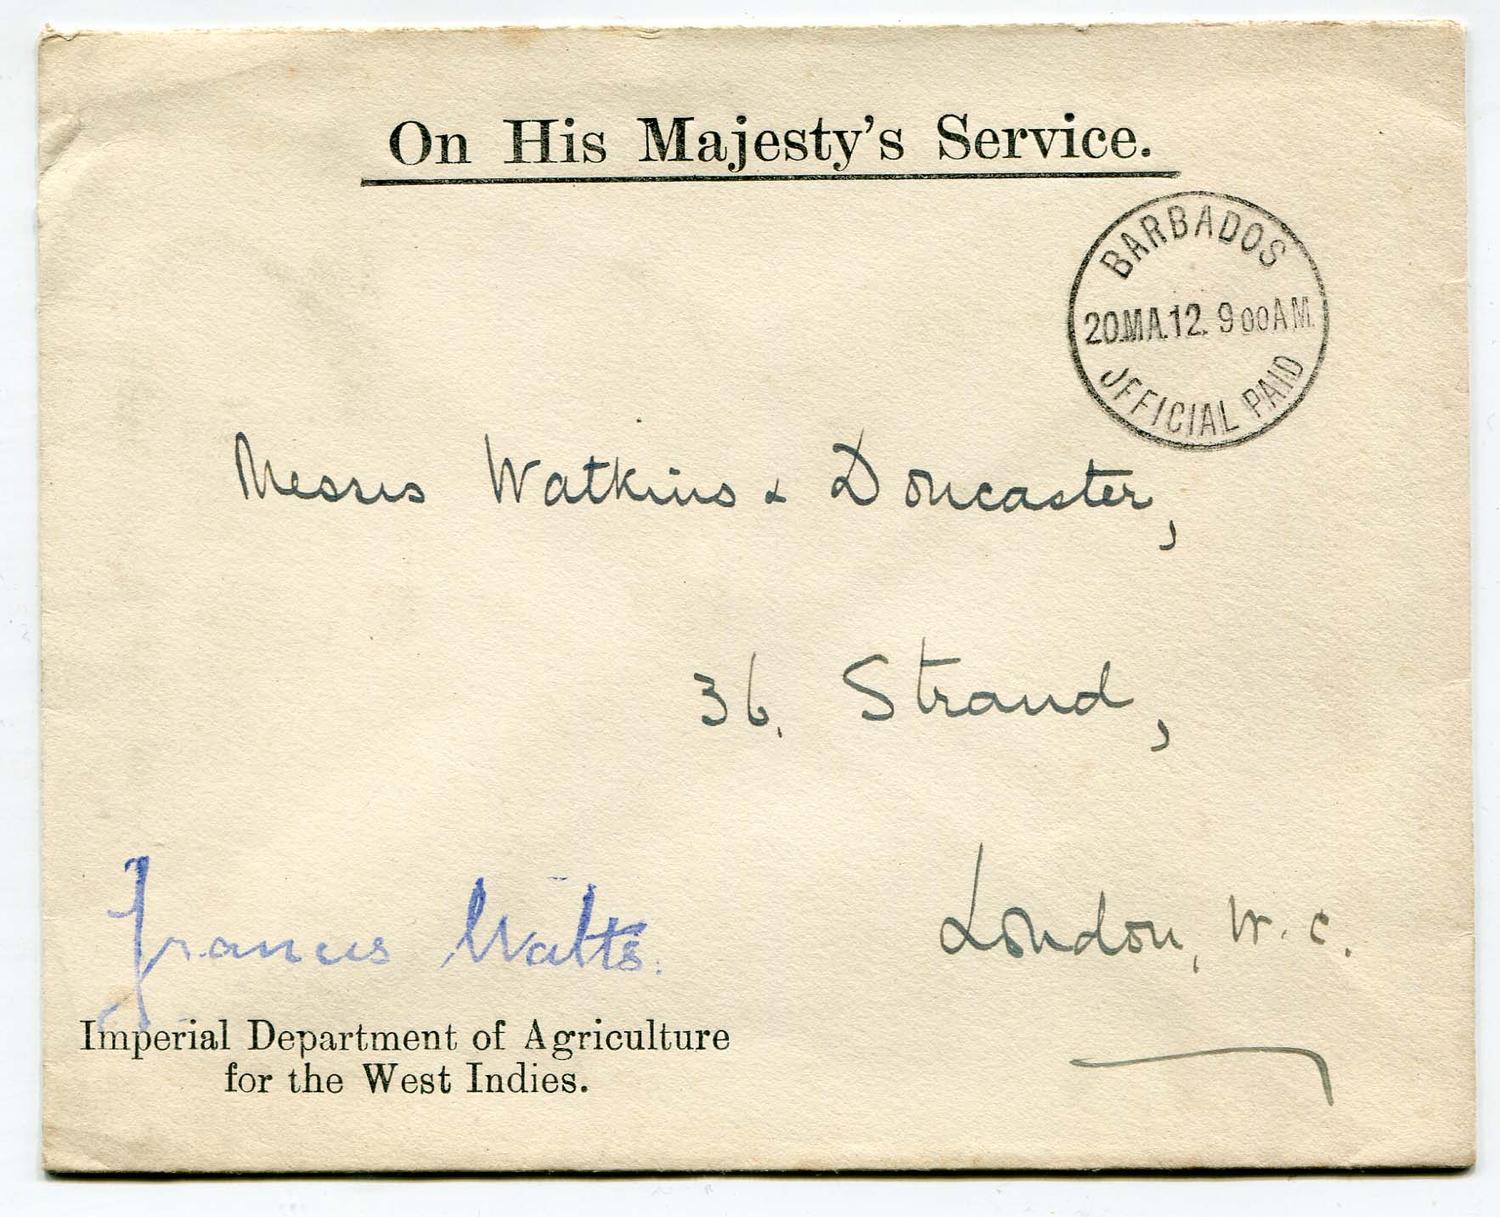 On His Majesty's Service.
BARBADOS
20.MA.12. 9 00 AM.
OFFICIAL PAID
Messrs Watkins & Doncaster,
36, Strand,
London, W.C.
Francis Watts.
Imperial Department of Agriculture
for the West Indies.